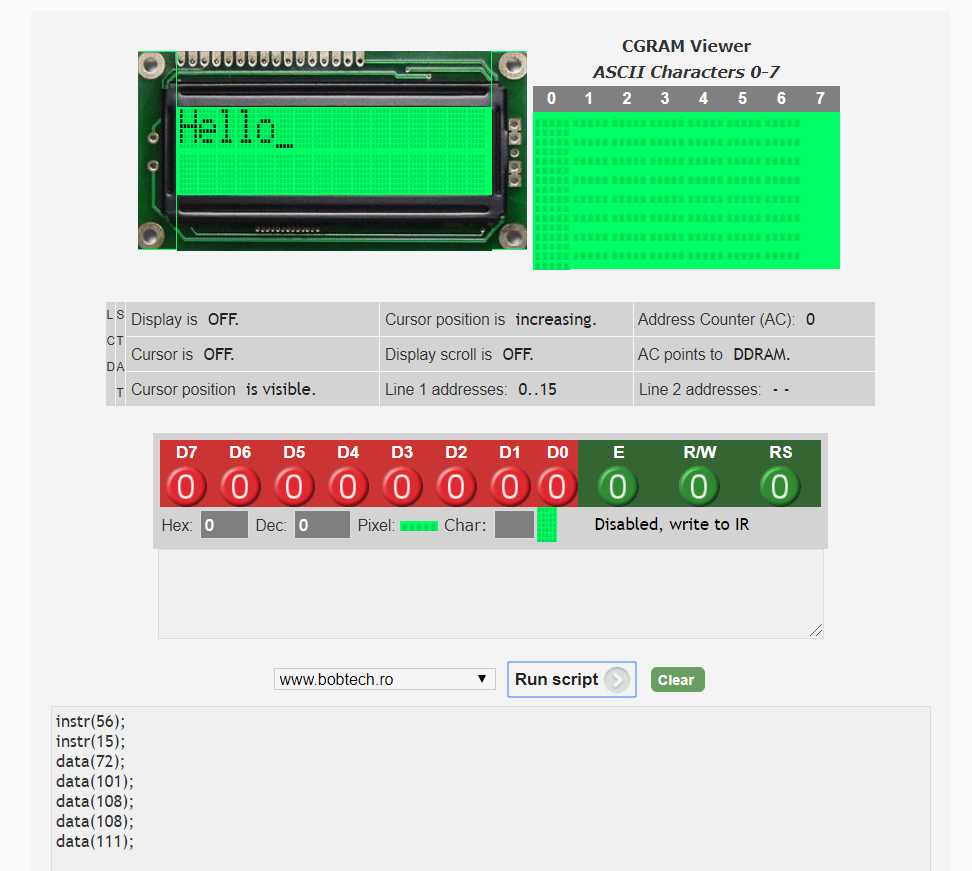 CGRAM Viewer
ASCII Characters 0-7
0 1 2 3 4 5 6 7
Hello_
L S
C T
D A
T
Display is OFF. Cursor position is increasing. Address Counter (AC): 0
Cursor is OFF. Display scroll is OFF. AC points to DDRAM.
Cursor position is visible. Line 1 addresses: 0..15 Line 2 addresses: - -
D7 D6 D5 D4 D3 D2 D1 D0 E R/W RS
0 0 0 0 0 0 0 0 0 0 0
Hex: 0 Dec: 0 Pixel: Char: Disabled, write to IR
www.bobtech.ro Run script Clear
instr(56);
instr(15);
data(72);
data(101);
data(108);
data(108);
data(111);